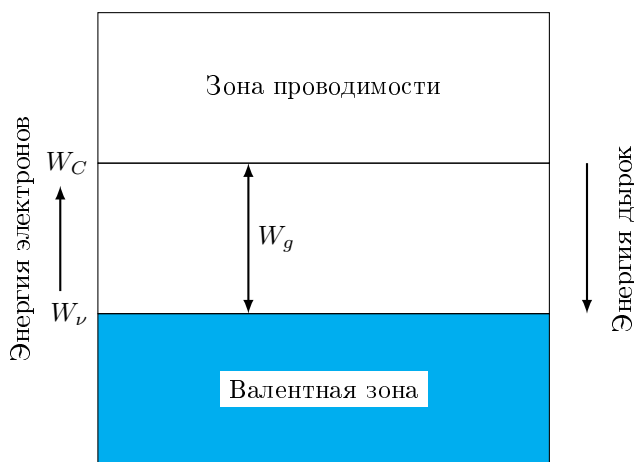 Зона проводимости
Энергия электронов
W_C
W_g
W_ν
Энергия дырок
Валентная зона